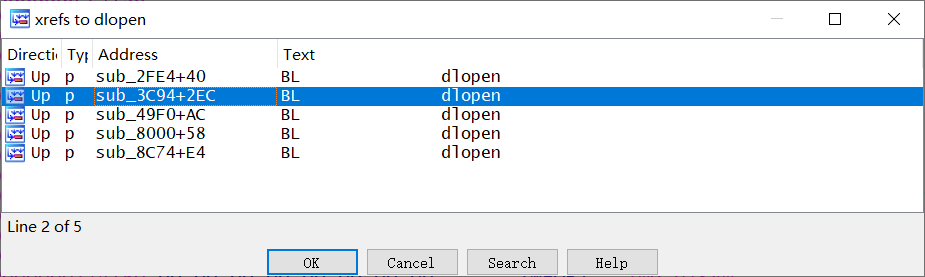 xrefs to dlopen
Directic Typ Address Text
Up p sub_2FE4+40 BL dlopen
Up p sub_3C94+2EC BL dlopen
Up p sub_49F0+AC BL dlopen
Up p sub_8000+58 BL dlopen
Up p sub_8C74+E4 BL dlopen
Line 2 of 5
OK Cancel Search Help